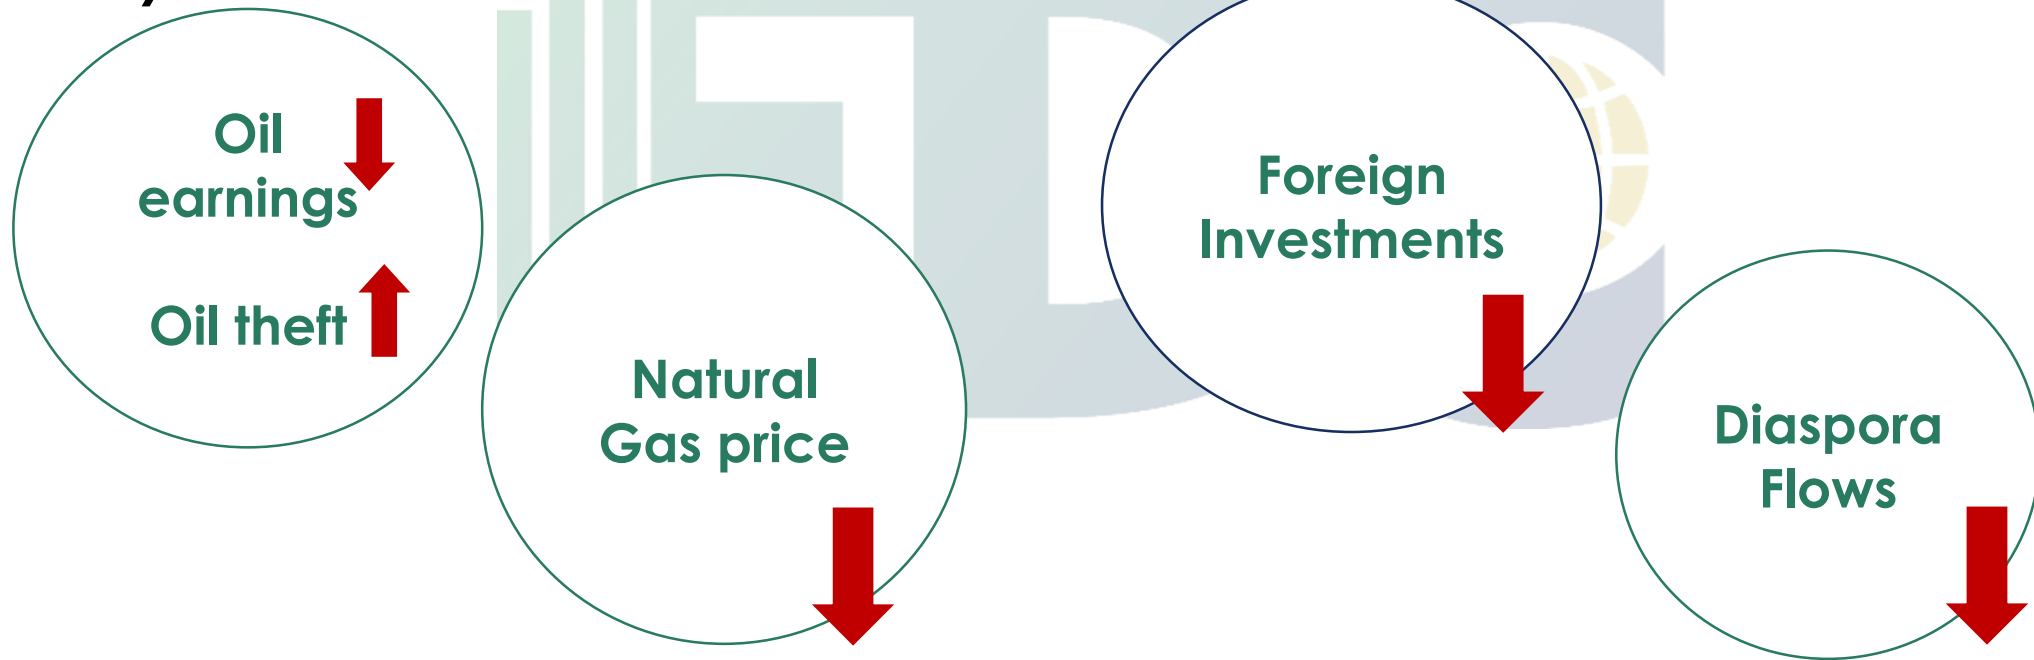 Oil
earnings
Oil theft
Natural
Gas price
Foreign
Investments
Diaspora
Flows